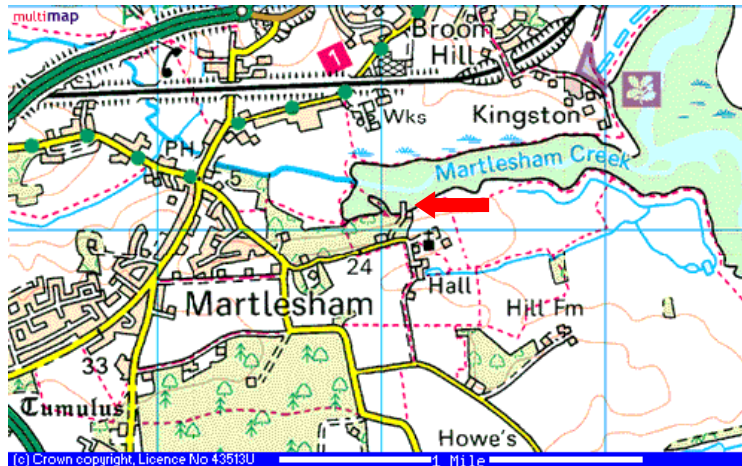 multimap
Broom
Hill
1
Wks
Kingston
PH
Martlesham Creek
5
24
Hall
Martlesham
Hill Fm
33
Tumulus
Howe's
(c) Crown copyright, Licence No 43513U
1 Mile